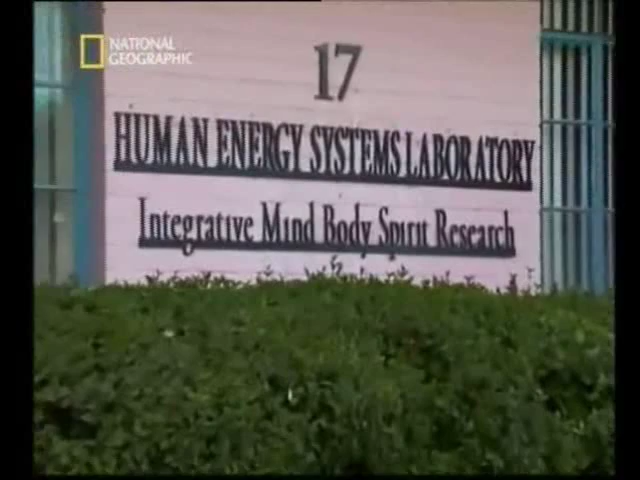 NATIONAL
GEOGRAPHIC
17
HUMAN ENERGY SYSTEMS LABORATORY
Integrative Mind Body Spirit Research